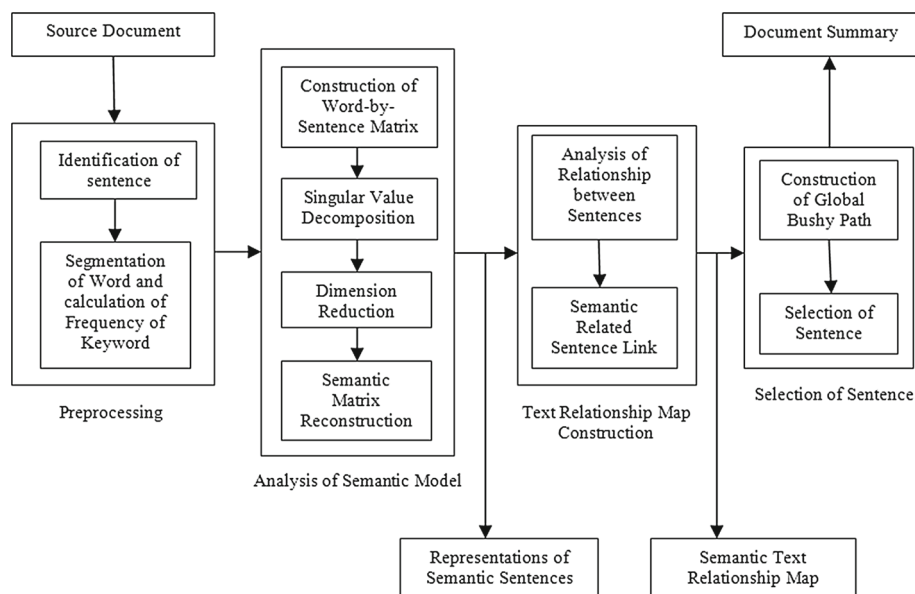 Source Document
Identification of
sentence
Segmentation
of Word and
calculation of
Frequency of
Keyword
Preprocessing
Construction of
Word-by-
Sentence Matrix
Singular Value
Decomposition
Dimension
Reduction
Semantic
Matrix
Reconstruction
Analysis of Semantic Model
Representations of
Semantic Sentences
Analysis of
Relationship
between
Sentences
Semantic
Related
Sentence Link
Text Relationship Map
Construction
Semantic Text
Relationship Map
Document Summary
Construction
of Global
Bushy Path
Selection of
Sentence
Selection of Sentence